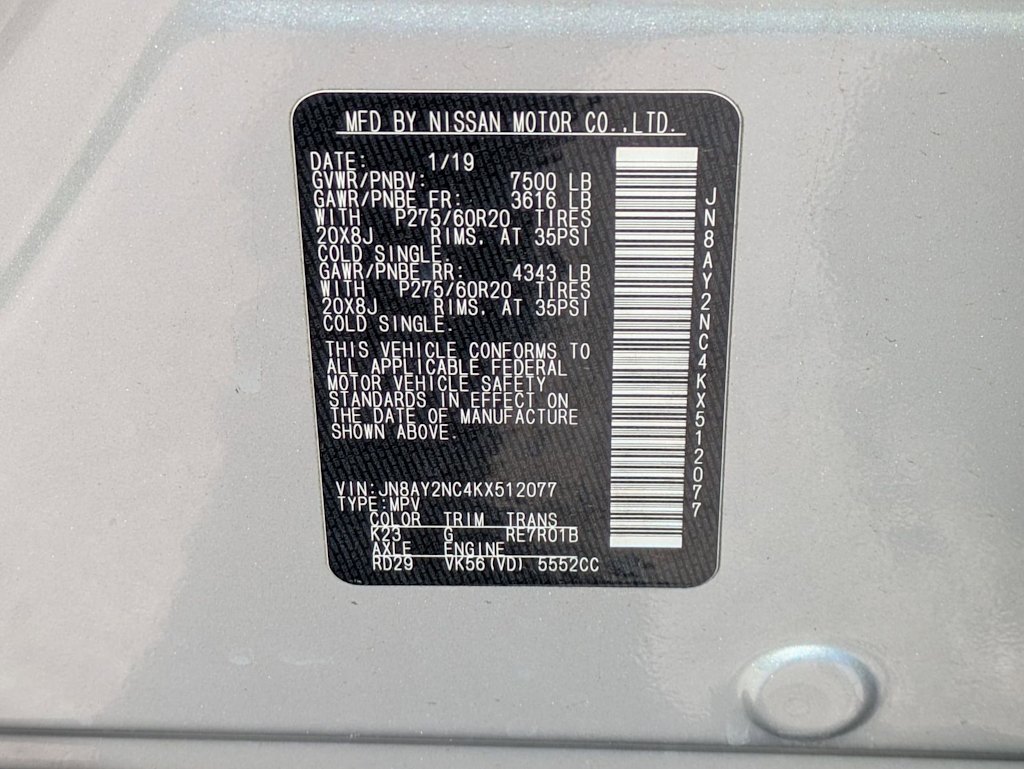 MFD BY NISSAN MOTOR CO.,LTD.
DATE: 1/19
GVWR/PNBV: 7500 LB
GAWR/PNBE FR: 3616 LB
WITH P275/60R20 TIRES
20X8J RIMS, AT 35PSI
COLD SINGLE.
GAWR/PNBE RR: 4343 LB
WITH P275/60R20 TIRES
20X8J RIMS, AT 35PSI
COLD SINGLE.
THIS VEHICLE CONFORMS TO
ALL APPLICABLE FEDERAL
MOTOR VEHICLE SAFETY
STANDARDS IN EFFECT ON
THE DATE OF MANUFACTURE
SHOWN ABOVE.
VIN:JN8AY2NC4KX512077
TYPE:MPV
COLOR TRIM TRANS
K23 G RE7R01B
AXLE ENGINE
RD29 VK56(VD) 5552CC
JN8AY2NC4KX512077